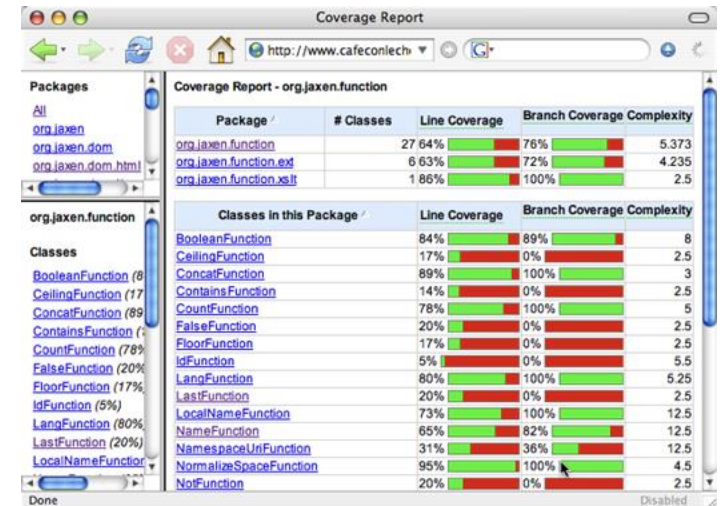 Coverage Report
http://www.cafeconlech
G
Packages
All
org.jaxen
org.jaxen.dom
org.jaxen.dom.html
org.jaxen.function
Classes
BooleanFunction (8
CeilingFunction (17
ConcatFunction (89
ContainsFunction (
CountFunction (78%
FalseFunction (20%
FloorFunction (17%
IdFunction (5%)
LangFunction (80%
LastFunction (20%)
LocalNameFunction
Coverage Report - org.jaxen.function
Package # Classes Line Coverage Branch Coverage Complexity
org.jaxen.function 27 64% 76% 5.373
org.jaxen.function.ext 6 63% 72% 4.235
org.jaxen.function.xslt 1 86% 100% 2.5
Classes in this Package Line Coverage Branch Coverage Complexity
BooleanFunction 84% 89% 8
CeilingFunction 17% 0% 2.5
ConcatFunction 89% 100% 3
ContainsFunction 14% 0% 2.5
CountFunction 78% 100% 5
FalseFunction 20% 0% 2.5
FloorFunction 17% 0% 2.5
IdFunction 5% 0% 5.5
LangFunction 80% 100% 5.25
LastFunction 20% 0% 2.5
LocalNameFunction 73% 100% 12.5
NameFunction 65% 82% 12.5
NamespaceUriFunction 31% 36% 12.5
NormalizeSpaceFunction 95% 100% 4.5
NotFunction 20% 0% 2.5
Done Disabled